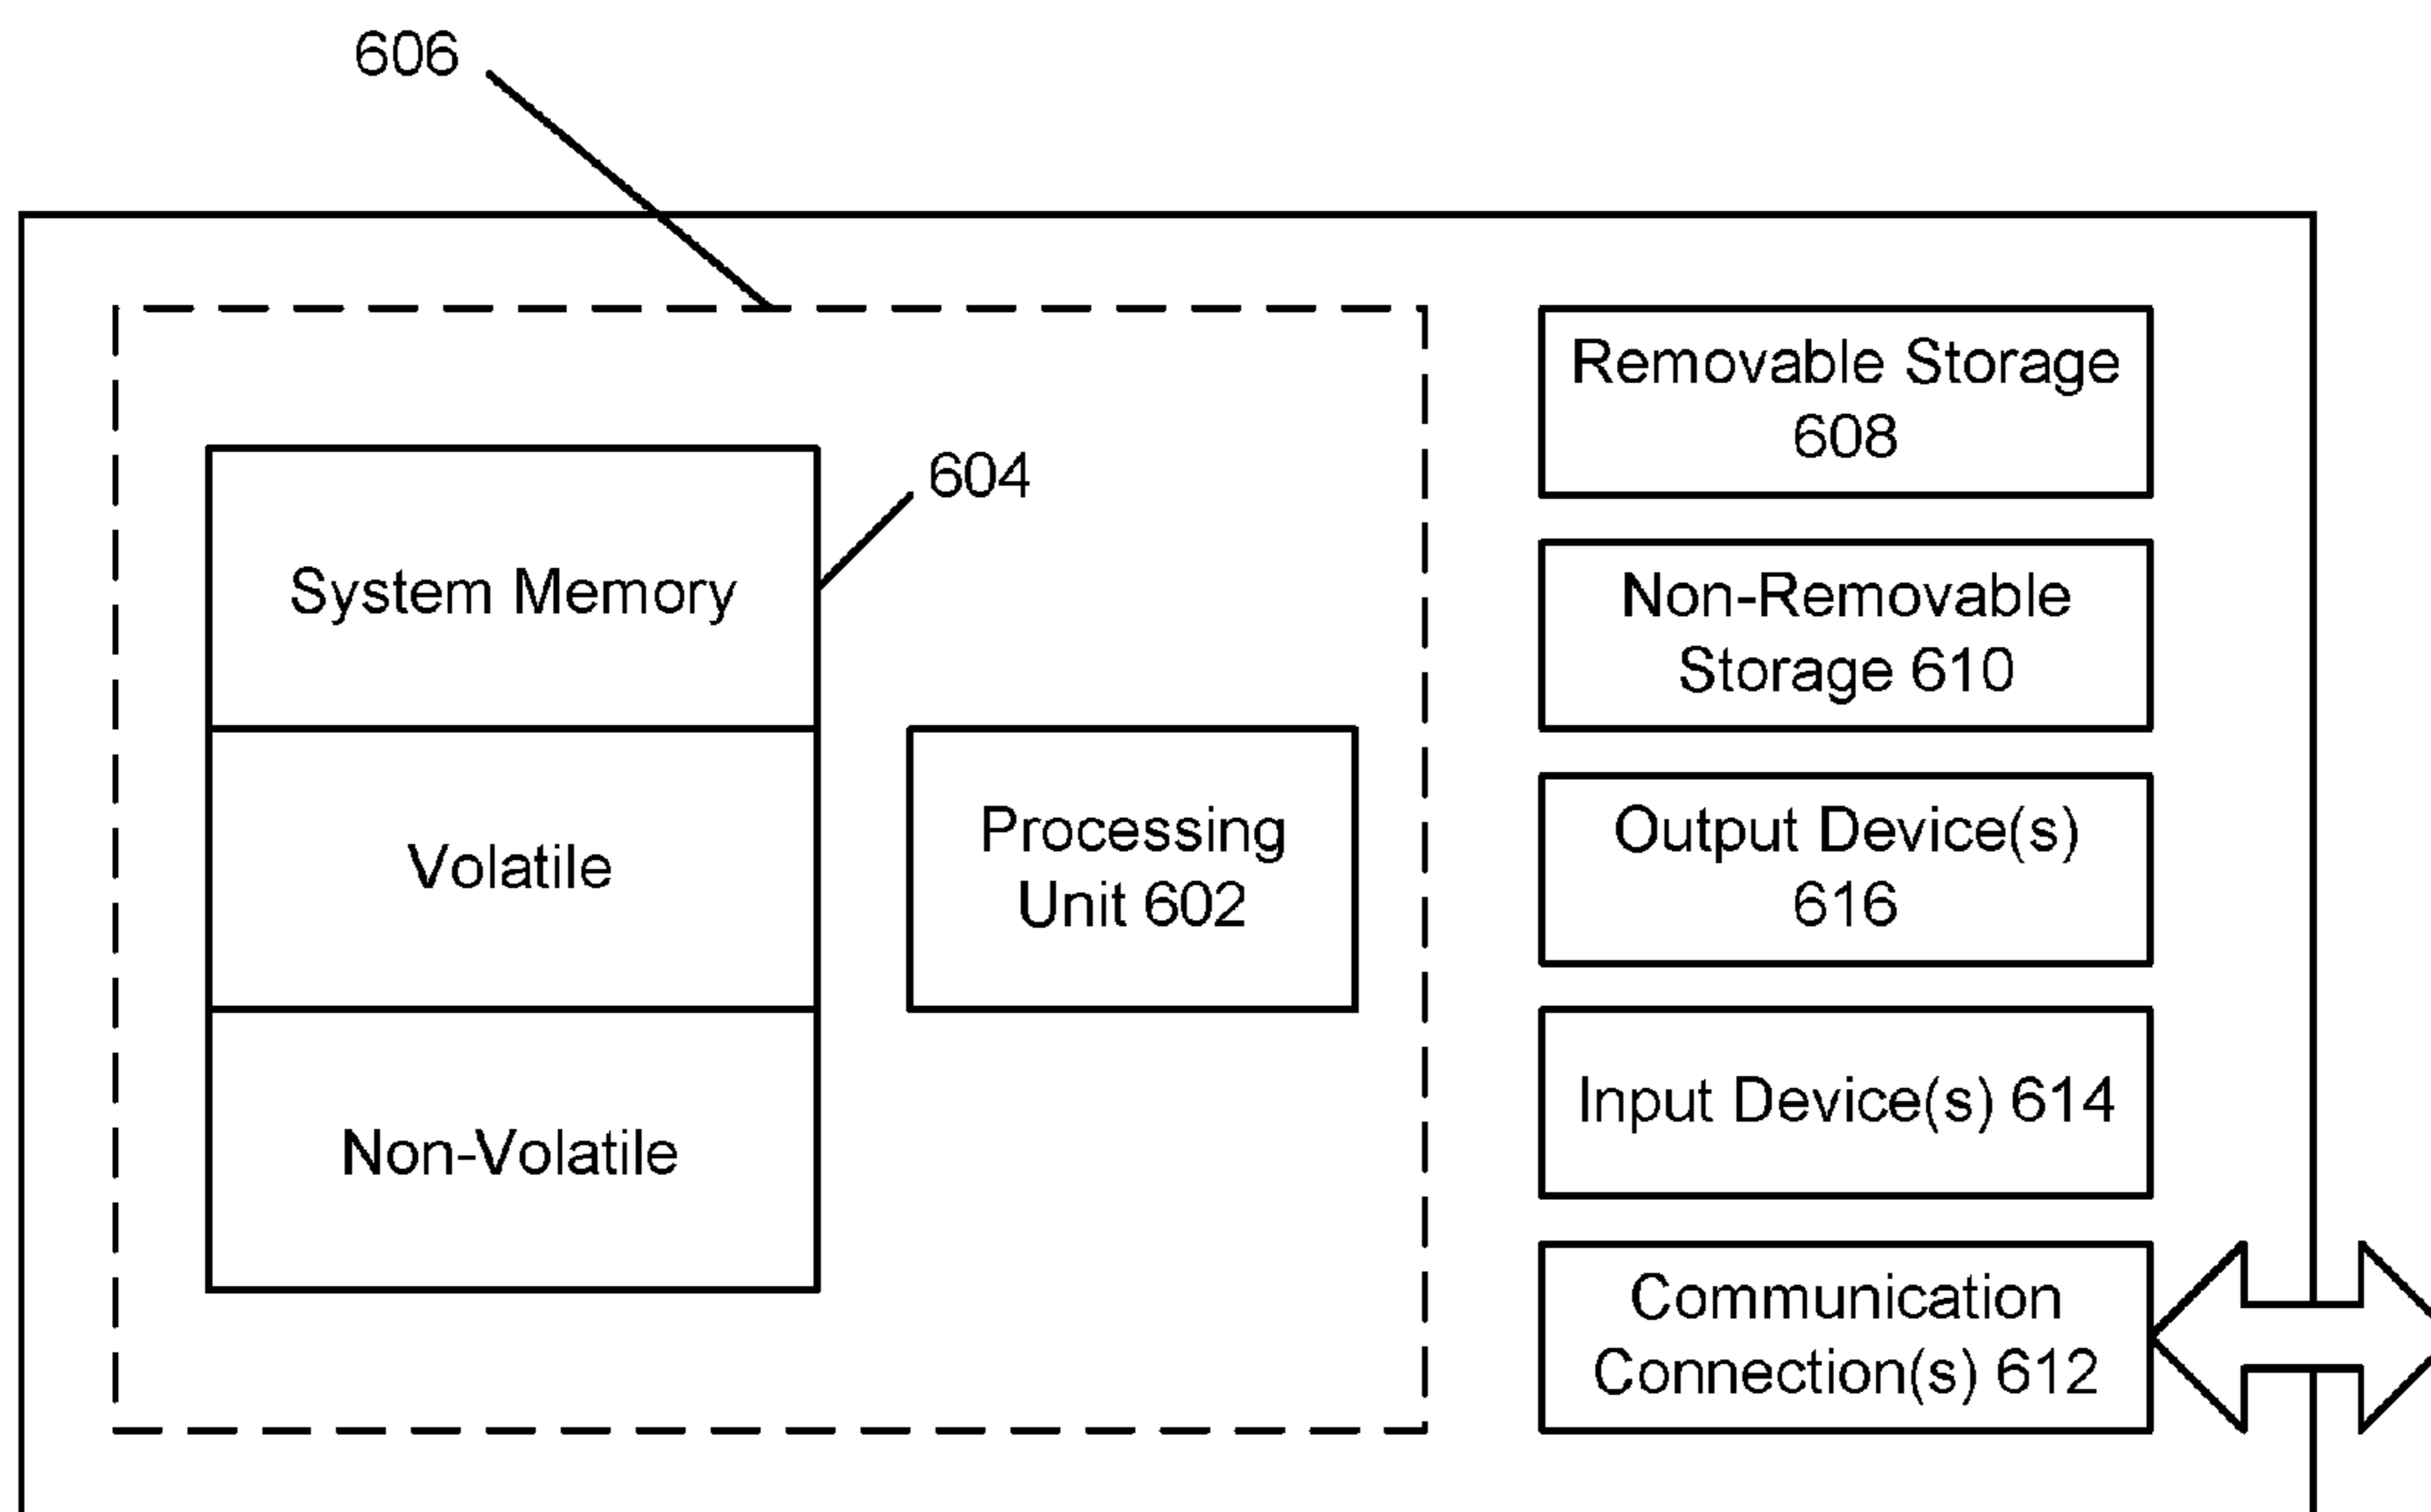 606
604
System Memory
Volatile
Non-Volatile
Processing
Unit 602
Removable Storage
608
Non-Removable
Storage 610
Output Device(s)
616
Input Device(s) 614
Communication
Connection(s) 612